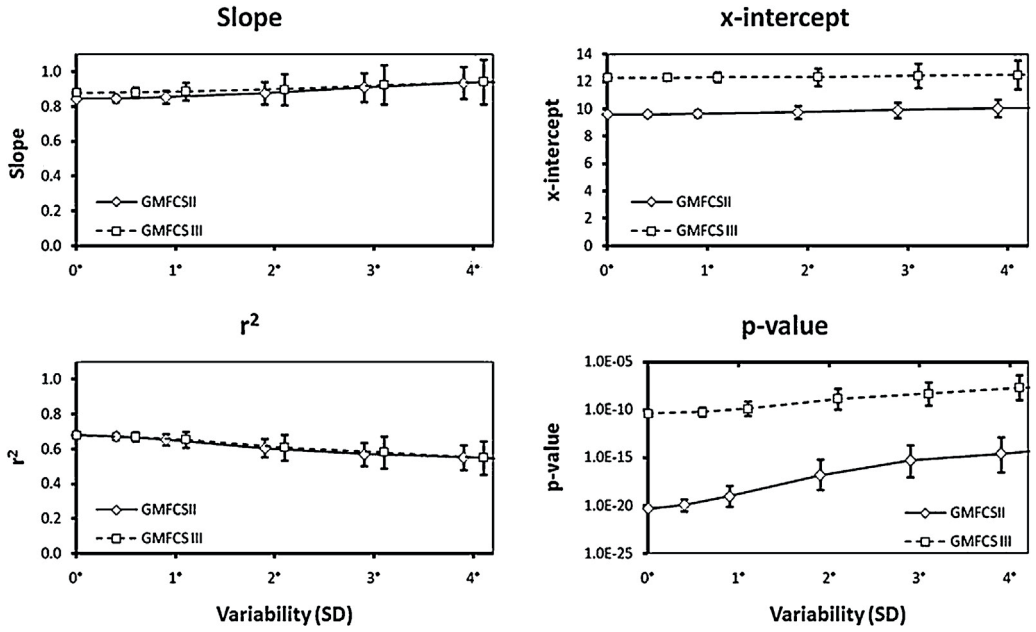 Slope
1.0
0.8
0.6
0.4
0.2
0.0
Slope
GMFCSII
GMFCS III
0° 1° 2° 3° 4°
x-intercept
14
12
10
8
6
4
2
0
x-intercept
GMFCSII
GMFCS III
0° 1° 2° 3° 4°
r²
1.0
0.8
0.6
0.4
0.2
0.0
r²
GMFCSII
GMFCS III
0° 1° 2° 3° 4°
Variability (SD)
p-value
1.0E-05
1.0E-10
1.0E-15
1.0E-20
1.0E-25
p-value
GMFCSII
GMFCS III
0° 1° 2° 3° 4°
Variability (SD)